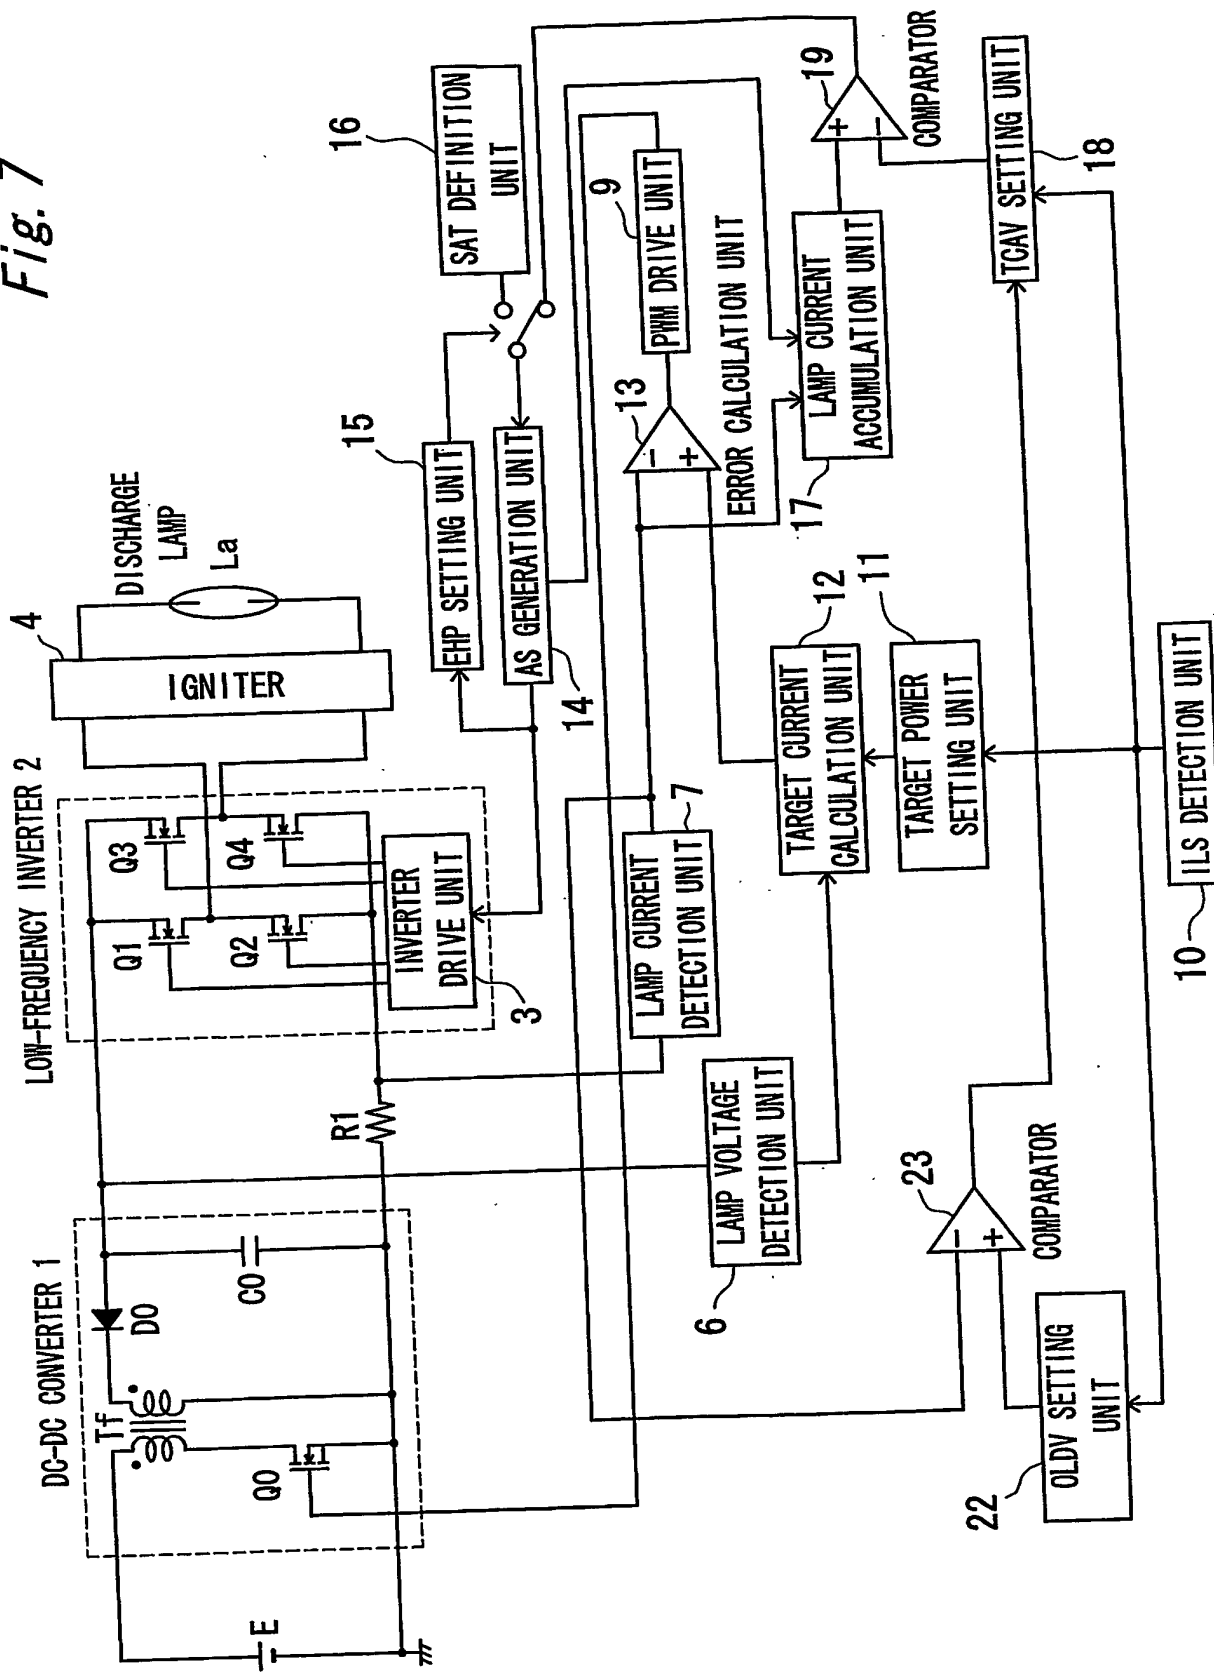 Fig. 7
LOW-FREQUENCY INVERTER 2
DC-DC CONVERTER 1
4
DISCHARGE
LAMP
La
IGNITER
Tf
D0
C0
Q0
E
R1
Q1
Q2
Q3
Q4
INVERTER
DRIVE UNIT
3
15
EHP SETTING UNIT
AS GENERATION UNIT
14
16
SAT DEFINITION
UNIT
6
LAMP VOLTAGE
DETECTION UNIT
LAMP CURRENT
DETECTION UNIT
7
13
−
+
ERROR CALCULATION UNIT
9
PWM DRIVE UNIT
12
TARGET CURRENT
CALCULATION UNIT
11
TARGET POWER
SETTING UNIT
17
LAMP CURRENT
ACCUMULATION UNIT
19
+
−
COMPARATOR
TCAV SETTING UNIT
18
23
−
+
COMPARATOR
22
OLDV SETTING
UNIT
10
ILS DETECTION UNIT